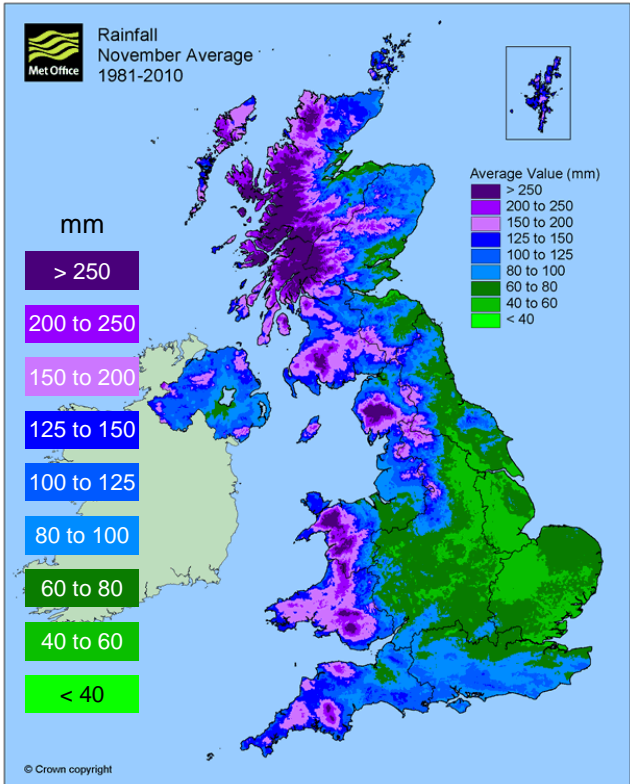 Met Office
Rainfall
November Average
1981-2010
mm
> 250
200 to 250
150 to 200
125 to 150
100 to 125
80 to 100
60 to 80
40 to 60
< 40
Average Value (mm)
> 250
200 to 250
150 to 200
125 to 150
100 to 125
80 to 100
60 to 80
40 to 60
< 40
© Crown copyright